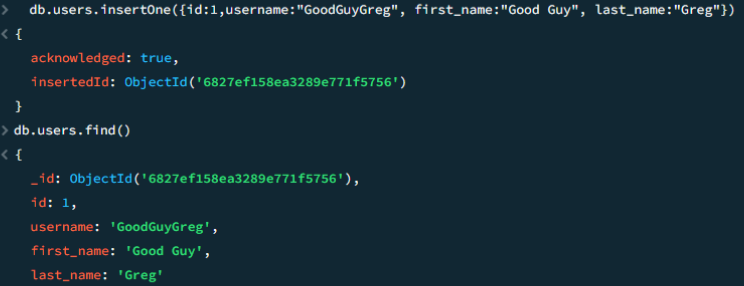 > db.users.insertOne({id:1,username:"GoodGuyGreg", first_name:"Good Guy", last_name:"Greg"})
< {
acknowledged: true,
insertedId: ObjectId('6827ef158ea3289e771f5756')
}
> db.users.find()
< {
_id: ObjectId('6827ef158ea3289e771f5756'),
id: 1,
username: 'GoodGuyGreg',
first_name: 'Good Guy',
last_name: 'Greg'